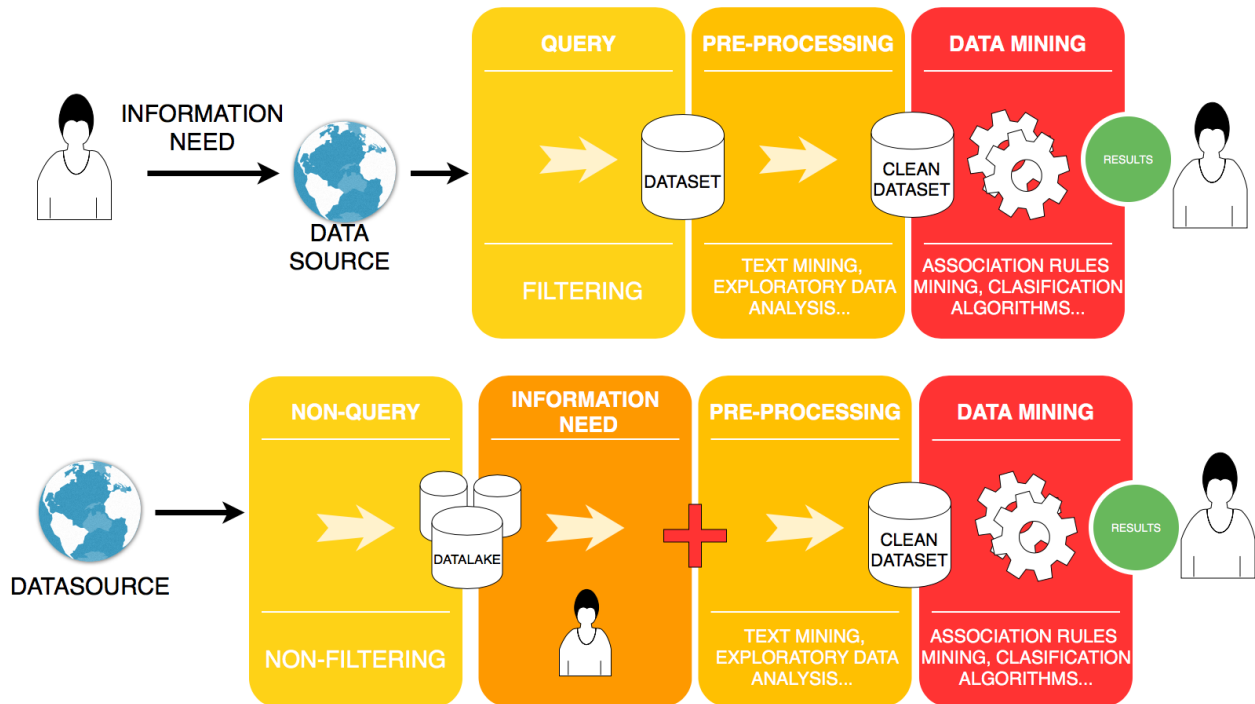 QUERY
PRE-PROCESSING
DATA MINING
INFORMATION
NEED
DATA
SOURCE
DATASET
CLEAN
DATASET
RESULTS
FILTERING
TEXT MINING,
EXPLORATORY DATA
ANALYSIS...
ASSOCIATION RULES
MINING, CLASIFICATION
ALGORITHMS...
NON-QUERY
INFORMATION
NEED
PRE-PROCESSING
DATA MINING
DATASOURCE
DATALAKE
CLEAN
DATASET
RESULTS
NON-FILTERING
TEXT MINING,
EXPLORATORY DATA
ANALYSIS...
ASSOCIATION RULES
MINING, CLASIFICATION
ALGORITHMS...